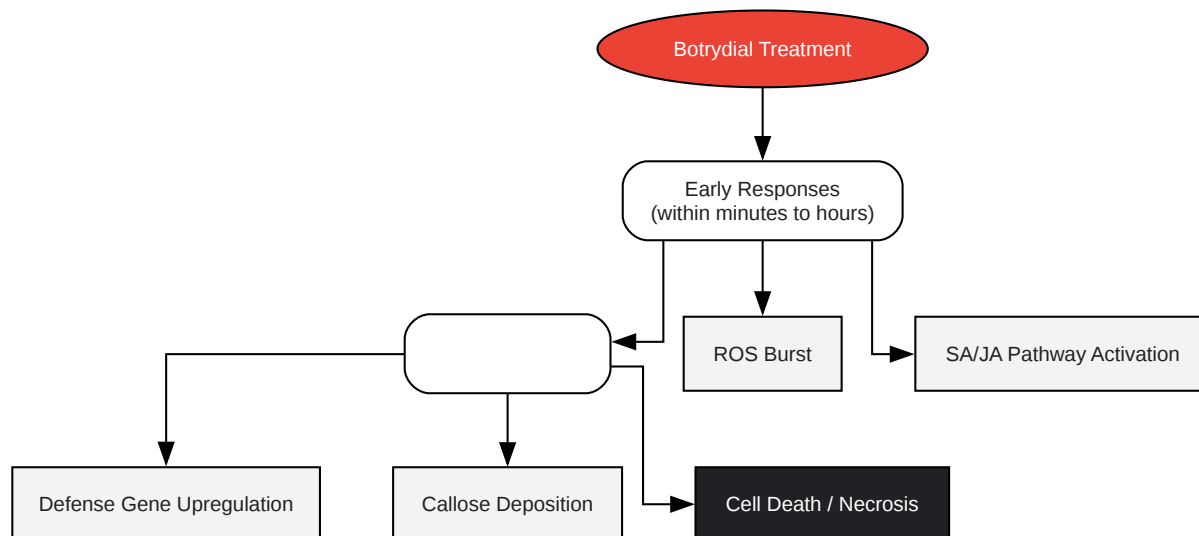 Botrydial Treatment
Early Responses
(within minutes to hours)
ROS Burst
SA/JA Pathway Activation
Defense Gene Upregulation
Callose Deposition
Cell Death / Necrosis